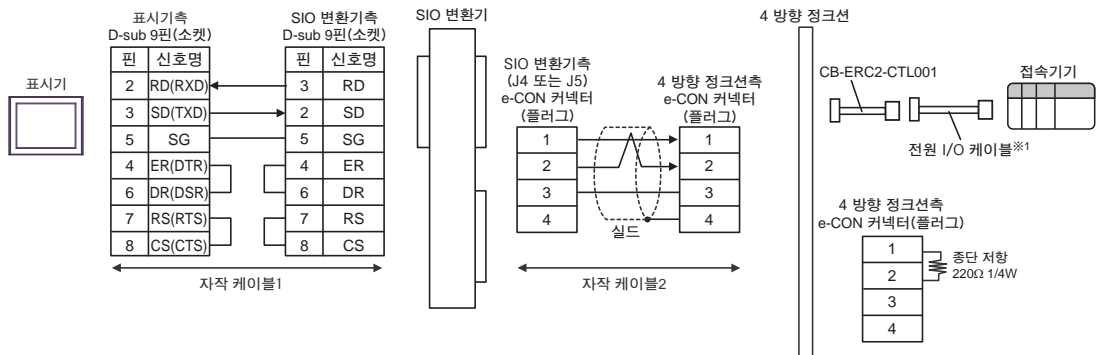 표시기
표시기측
D-sub 9핀(소켓)
핀 신호명
2 RD(RXD)
3 SD(TXD)
5 SG
4 ER(DTR)
6 DR(DSR)
7 RS(RTS)
8 CS(CTS)
SIO 변환기측
D-sub 9핀(소켓)
핀 신호명
3 RD
2 SD
5 SG
4 ER
6 DR
7 RS
8 CS
자작 케이블1
SIO 변환기
SIO 변환기측
(J4 또는 J5)
e-CON 커넥터
(플러그)
1
2
3
4
실드
4 방향 정크션측
e-CON 커넥터
(플러그)
1
2
3
4
자작 케이블2
4 방향 정크션
CB-ERC2-CTL001
접속기기
전원 I/O 케이블※1
4 방향 정크션측
e-CON 커넥터(플러그)
1
2
3
4
종단 저항
220Ω 1/4W